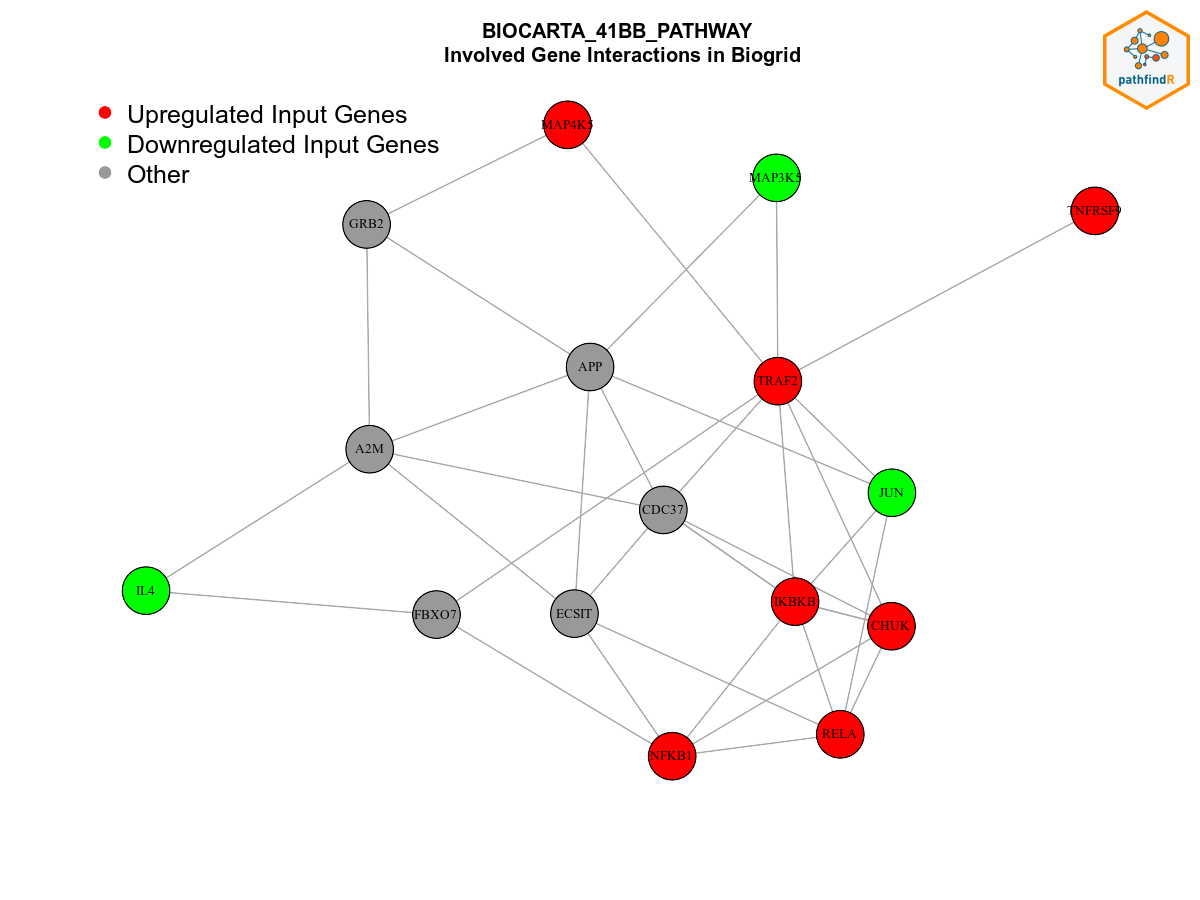 BIOCARTA_41BB_PATHWAY
Involved Gene Interactions in Biogrid
pathfindR
Upregulated Input Genes
Downregulated Input Genes
Other
MAP4K5
MAP3K5
TNFRSF9
GRB2
APP
TRAF2
A2M
JUN
CDC37
IL4
FBXO7
ECSIT
IKBKB
CHUK
RELA
NFKB1